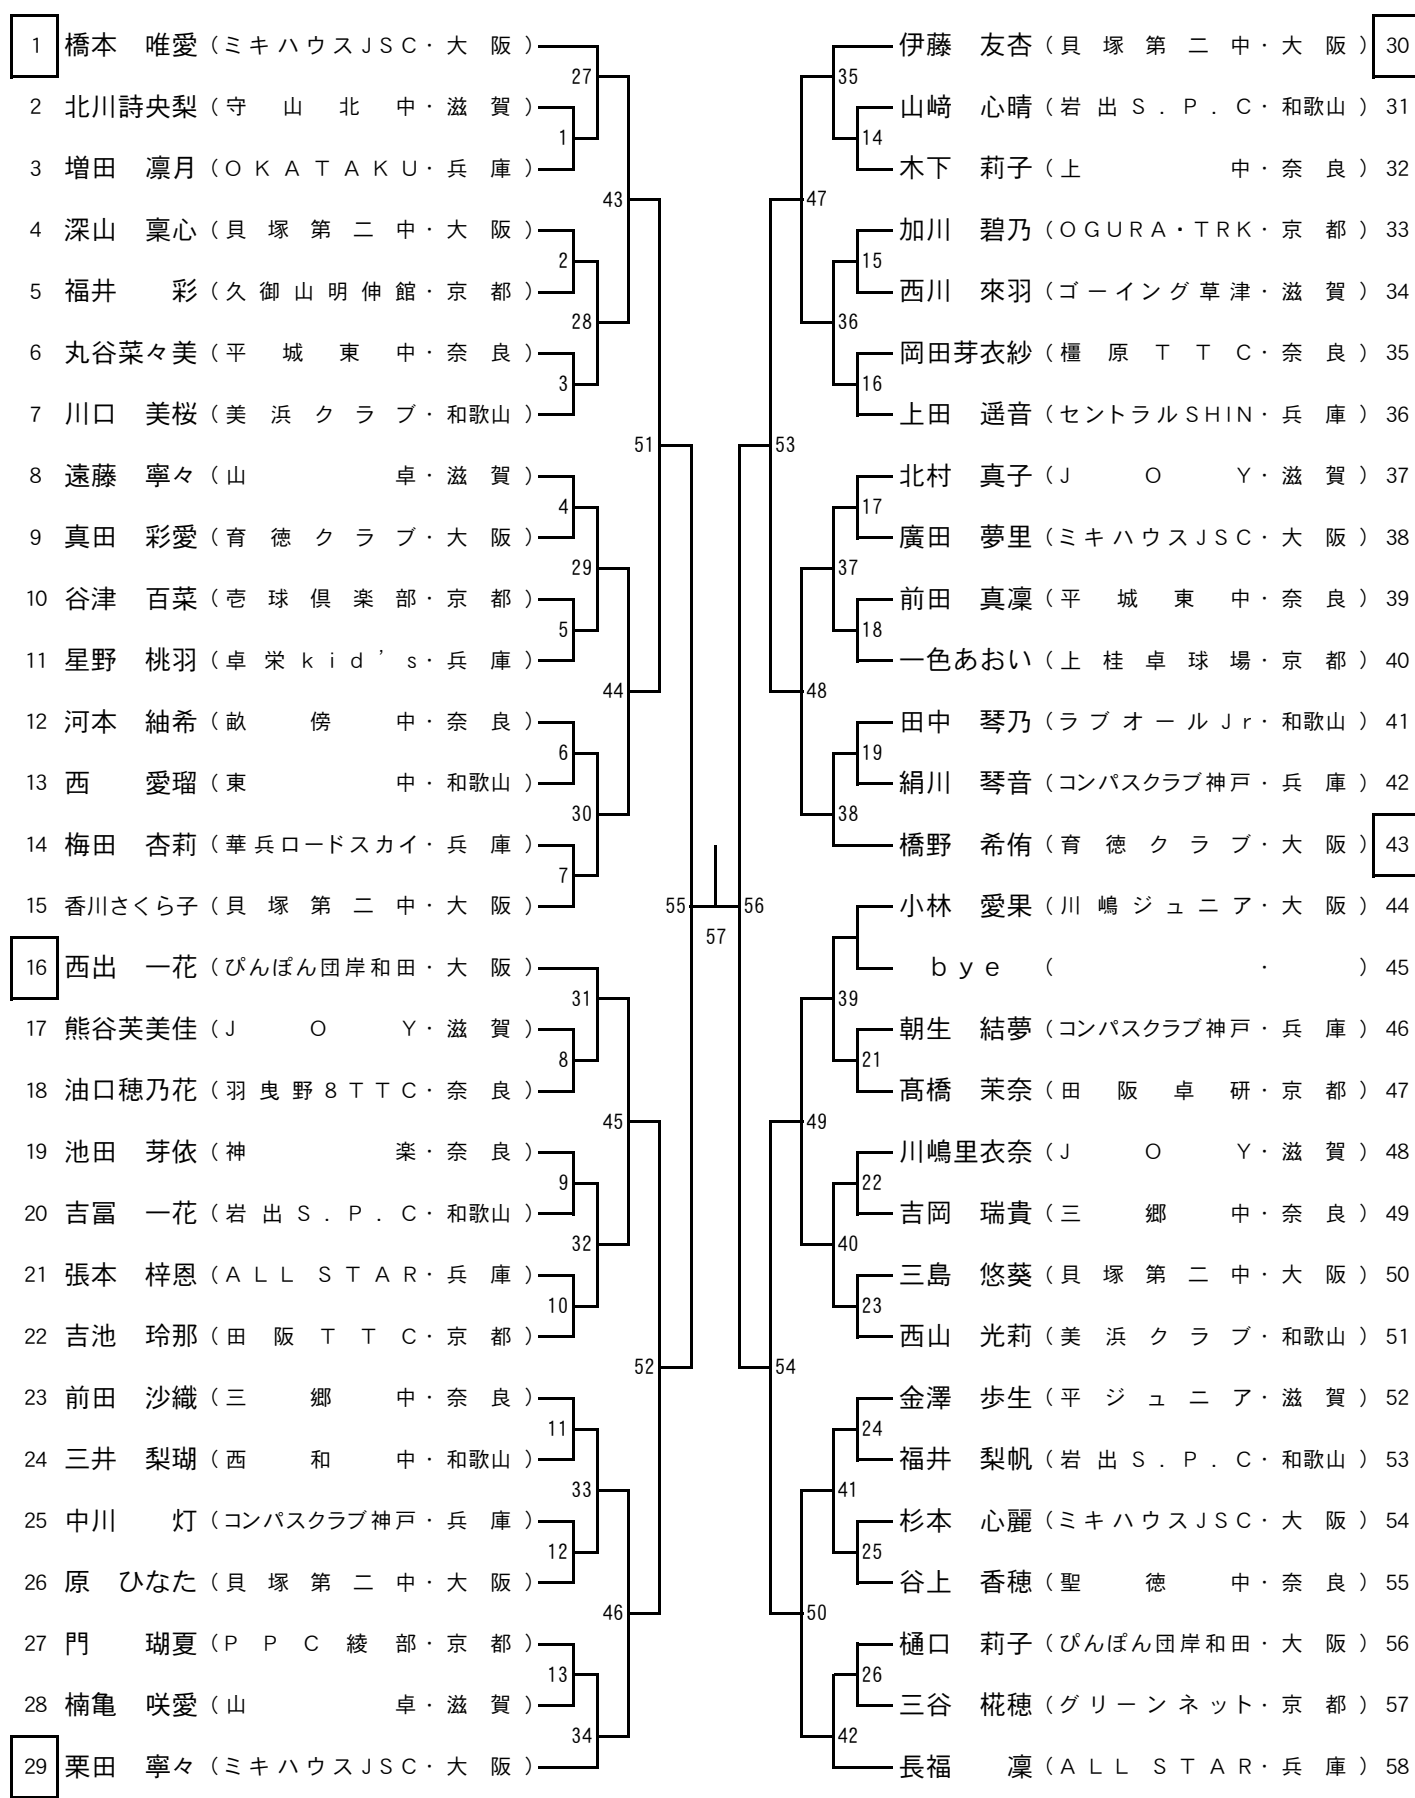 1 橋本　唯愛 (ミキハウスJSC・大阪)
2 北川詩央梨 (守山北中・滋賀)
3 増田　凛月 (OKATAKU・兵庫)
4 深山　稟心 (貝塚第二中・大阪)
5 福井　彩 (久御山明伸館・京都)
6 丸谷菜々美 (平城東中・奈良)
7 川口　美桜 (美浜クラブ・和歌山)
8 遠藤　寧々 (山卓・滋賀)
9 真田　彩愛 (育徳クラブ・大阪)
10 谷津　百菜 (壱球倶楽部・京都)
11 星野　桃羽 (卓栄kid's・兵庫)
12 河本　紬希 (畝傍中・奈良)
13 西　愛瑠 (東中・和歌山)
14 梅田　杏莉 (華兵ロードスカイ・兵庫)
15 香川さくら子 (貝塚第二中・大阪)
16 西出　一花 (ぴんぽん団岸和田・大阪)
17 熊谷芙美佳 (JOY・滋賀)
18 油口穂乃花 (羽曳野8TTC・奈良)
19 池田　芽依 (神楽・奈良)
20 吉冨　一花 (岩出S.P.C・和歌山)
21 張本　梓恩 (ALL STAR・兵庫)
22 吉池　玲那 (田阪TTC・京都)
23 前田　沙織 (三郷中・奈良)
24 三井　梨瑚 (西和中・和歌山)
25 中川　灯 (コンパスクラブ神戸・兵庫)
26 原　ひなた (貝塚第二中・大阪)
27 門　瑚夏 (PPC綾部・京都)
28 楠亀　咲愛 (山卓・滋賀)
29 栗田　寧々 (ミキハウスJSC・大阪)
27
1
43
2
28
3
51
4
29
5
44
6
30
7
55
31
8
45
9
32
10
52
11
33
12
46
13
34
57
35
14
47
15
36
16
53
17
37
18
48
19
38
56
39
21
49
22
40
23
54
24
41
25
50
26
42
伊藤　友杏 (貝塚第二中・大阪) 30
山﨑　心晴 (岩出S.P.C・和歌山) 31
木下　莉子 (上中・奈良) 32
加川　碧乃 (OGURA・TRK・京都) 33
西川　來羽 (ゴーイング草津・滋賀) 34
岡田芽衣紗 (橿原TTC・奈良) 35
上田　遥音 (セントラルSHIN・兵庫) 36
北村　真子 (JOY・滋賀) 37
廣田　夢里 (ミキハウスJSC・大阪) 38
前田　真凜 (平城東中・奈良) 39
一色あおい (上桂卓球場・京都) 40
田中　琴乃 (ラブオールJr・和歌山) 41
絹川　琴音 (コンパスクラブ神戸・兵庫) 42
橋野　希侑 (育徳クラブ・大阪) 43
小林　愛果 (川嶋ジュニア・大阪) 44
bye (・) 45
朝生　結夢 (コンパスクラブ神戸・兵庫) 46
髙橋　茉奈 (田阪卓研・京都) 47
川嶋里衣奈 (JOY・滋賀) 48
吉岡　瑞貴 (三郷中・奈良) 49
三島　悠葵 (貝塚第二中・大阪) 50
西山　光莉 (美浜クラブ・和歌山) 51
金澤　歩生 (平ジュニア・滋賀) 52
福井　梨帆 (岩出S.P.C・和歌山) 53
杉本　心麗 (ミキハウスJSC・大阪) 54
谷上　香穂 (聖徳中・奈良) 55
樋口　莉子 (ぴんぽん団岸和田・大阪) 56
三谷　椛穂 (グリーンネット・京都) 57
長福　凜 (ALL STAR・兵庫) 58